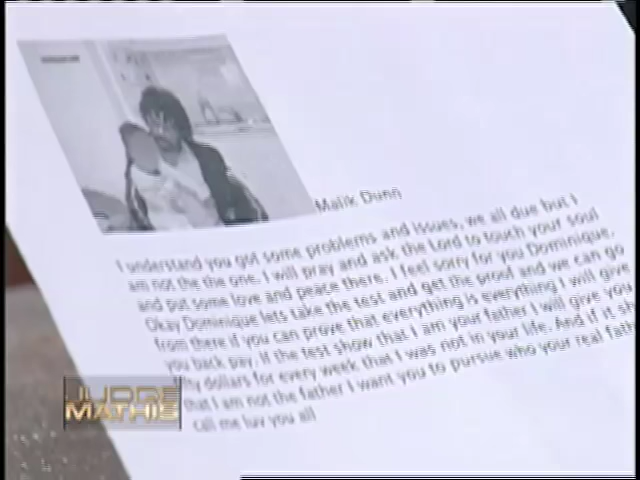 Malik Dunn
I understand you got some problems and issues, we all due but I
am not the the one. I will pray and ask the Lord to touch your soul
and put some love and peace there. I feel sorry for you Dominique.
Okay Dominique lets take the test and get the proof and we can go
from there if you can prove that everything is everything I will give
you back pay. If the test show that I am your father I will give you
dollars for every week that I was not in your life. And if it sh
that I am not the father I want you to pursue who your real fath
call me luv you all
JUDGE
MATHIS